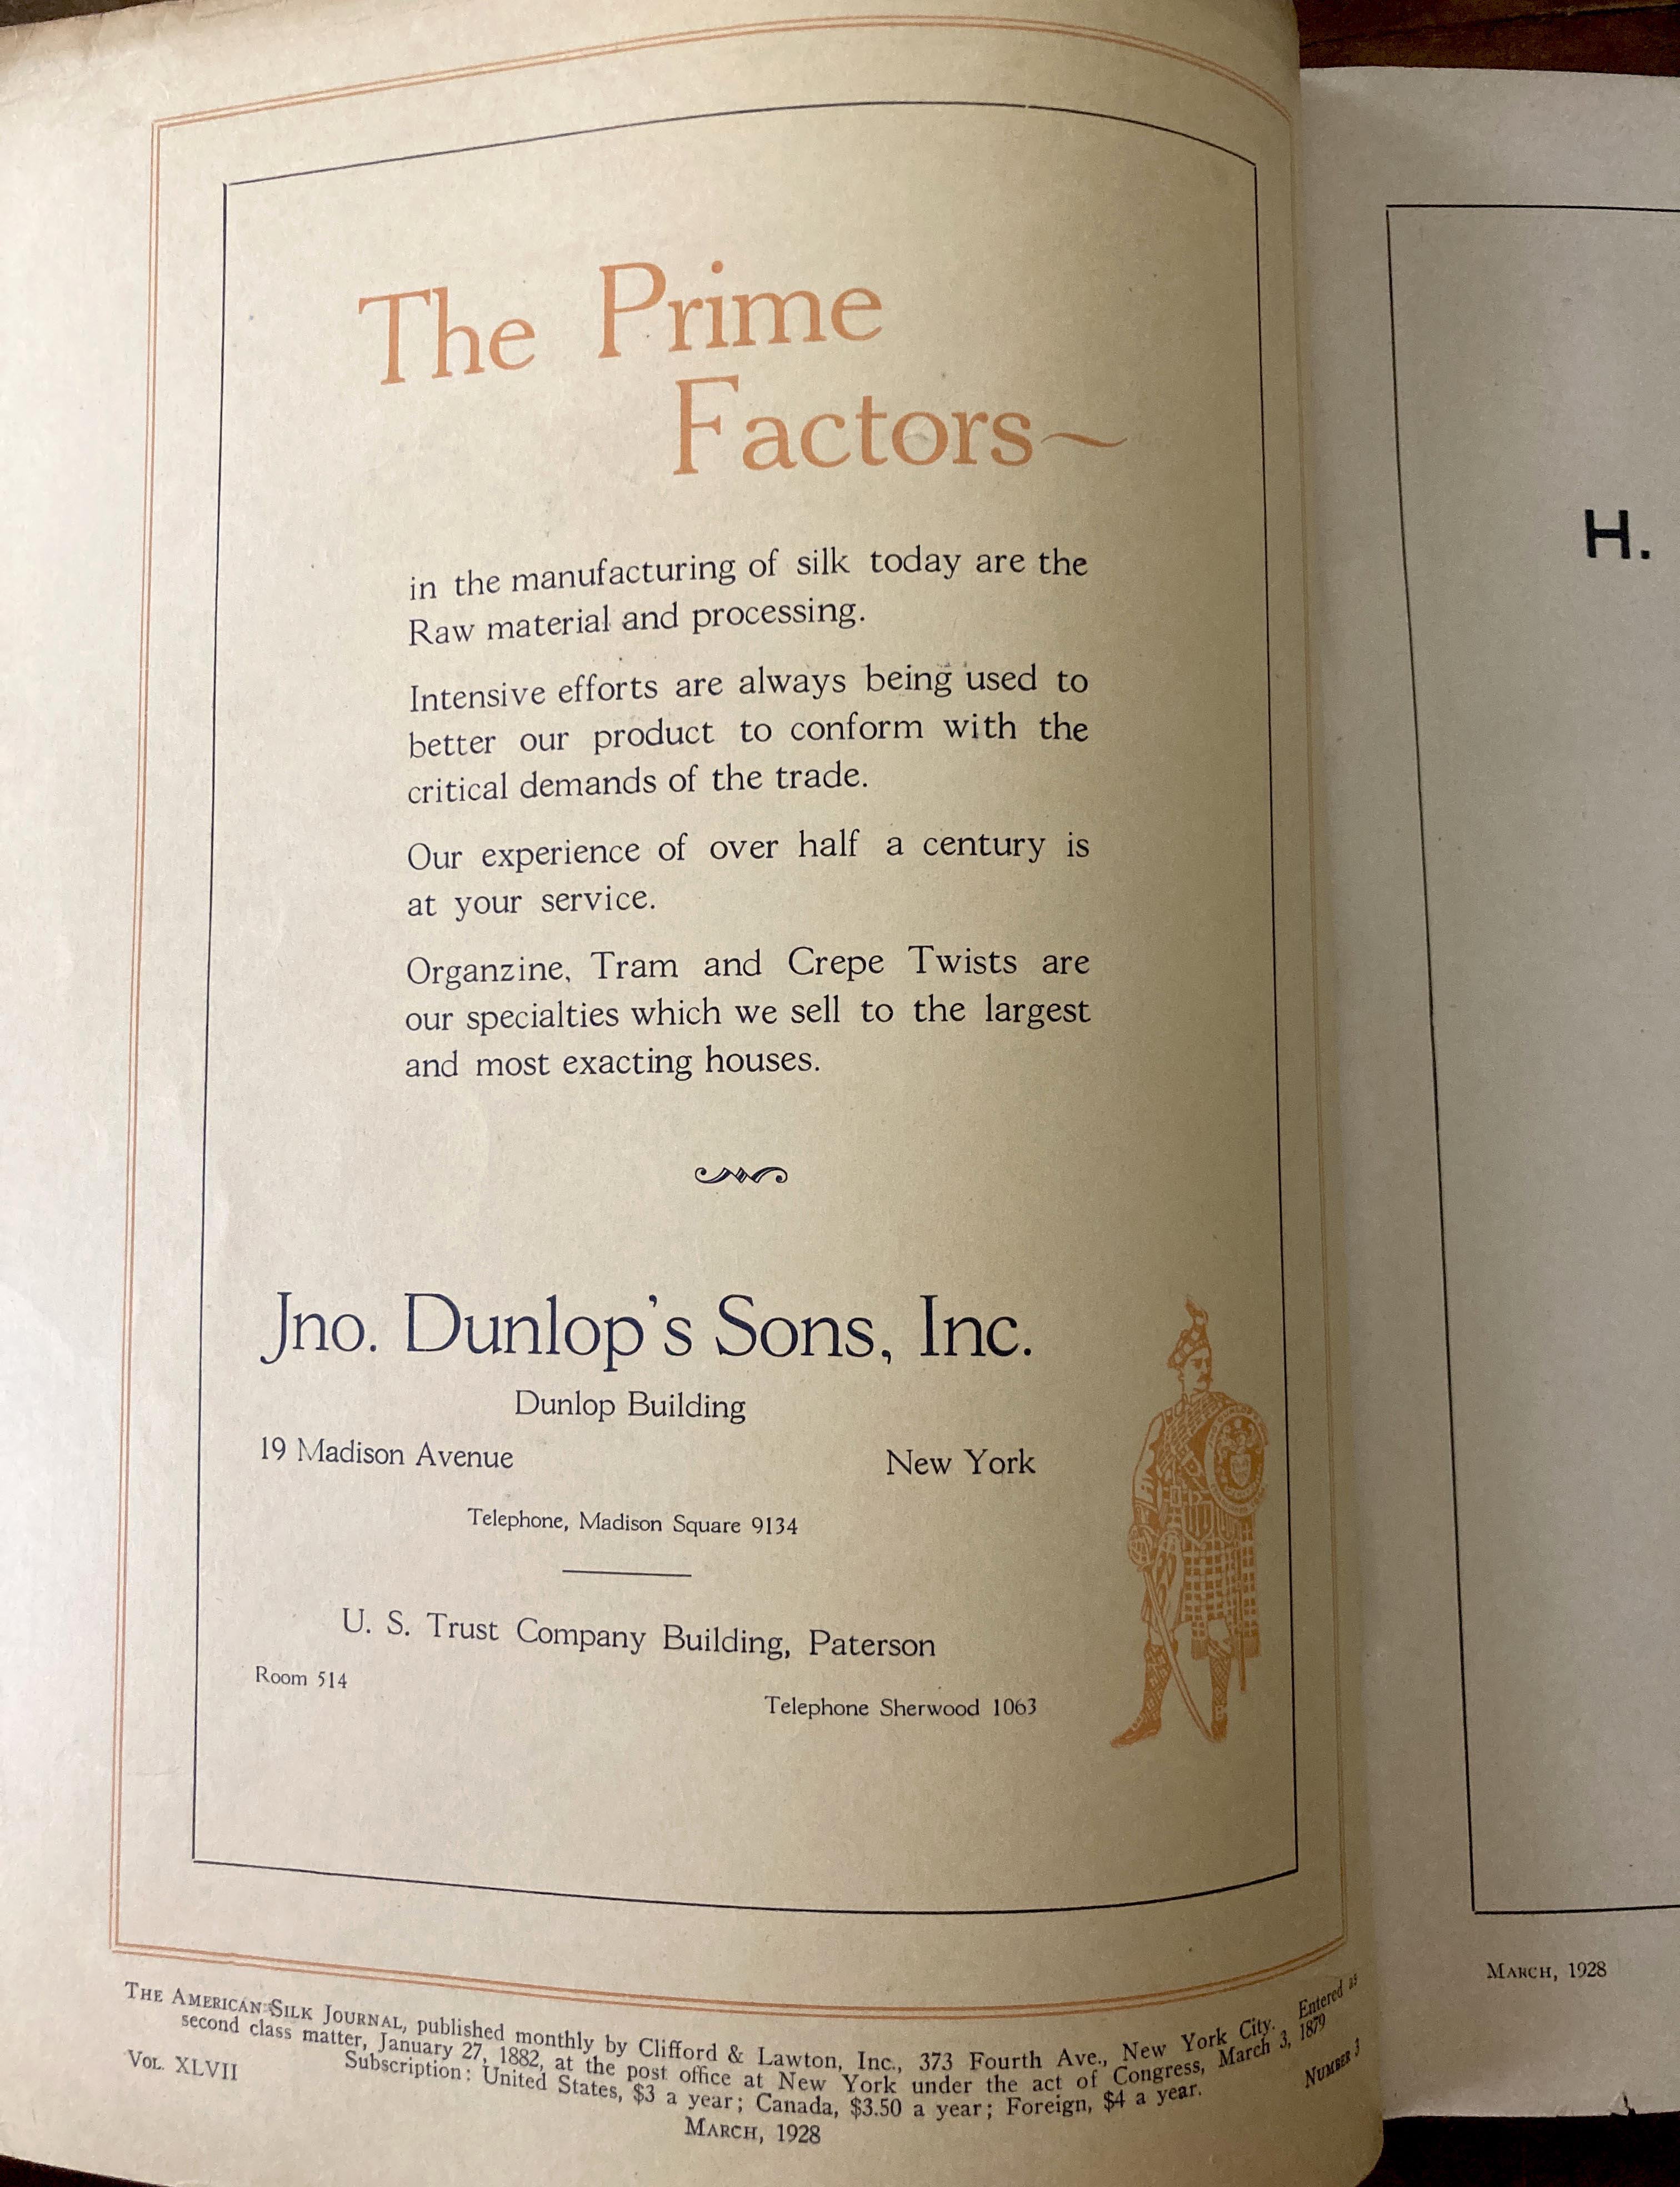 The Prime
Factors~
in the manufacturing of silk today are the
Raw material and processing.
Intensive efforts are always being used to
better our product to conform with the
critical demands of the trade.
Our experience of over half a century is
at your service.
Organzine, Tram and Crepe Twists are
our specialties which we sell to the largest
and most exacting houses.
Jno. Dunlop's Sons, Inc.
Dunlop Building
19 Madison Avenue New York
Telephone, Madison Square 9134
U. S. Trust Company Building, Paterson
Room 514
Telephone Sherwood 1063
THE AMERICAN SILK JOURNAL, published monthly by Clifford & Lawton, Inc., 373 Fourth Ave., New York City. Entered as
second class matter, January 27, 1882, at the post office at New York under the act of Congress, March 3, 1879
Subscription: United States, $3 a year; Canada, $3.50 a year; Foreign, $4 a year.
VOL. XLVII NUMBER 3
MARCH, 1928
H.
MARCH, 1928